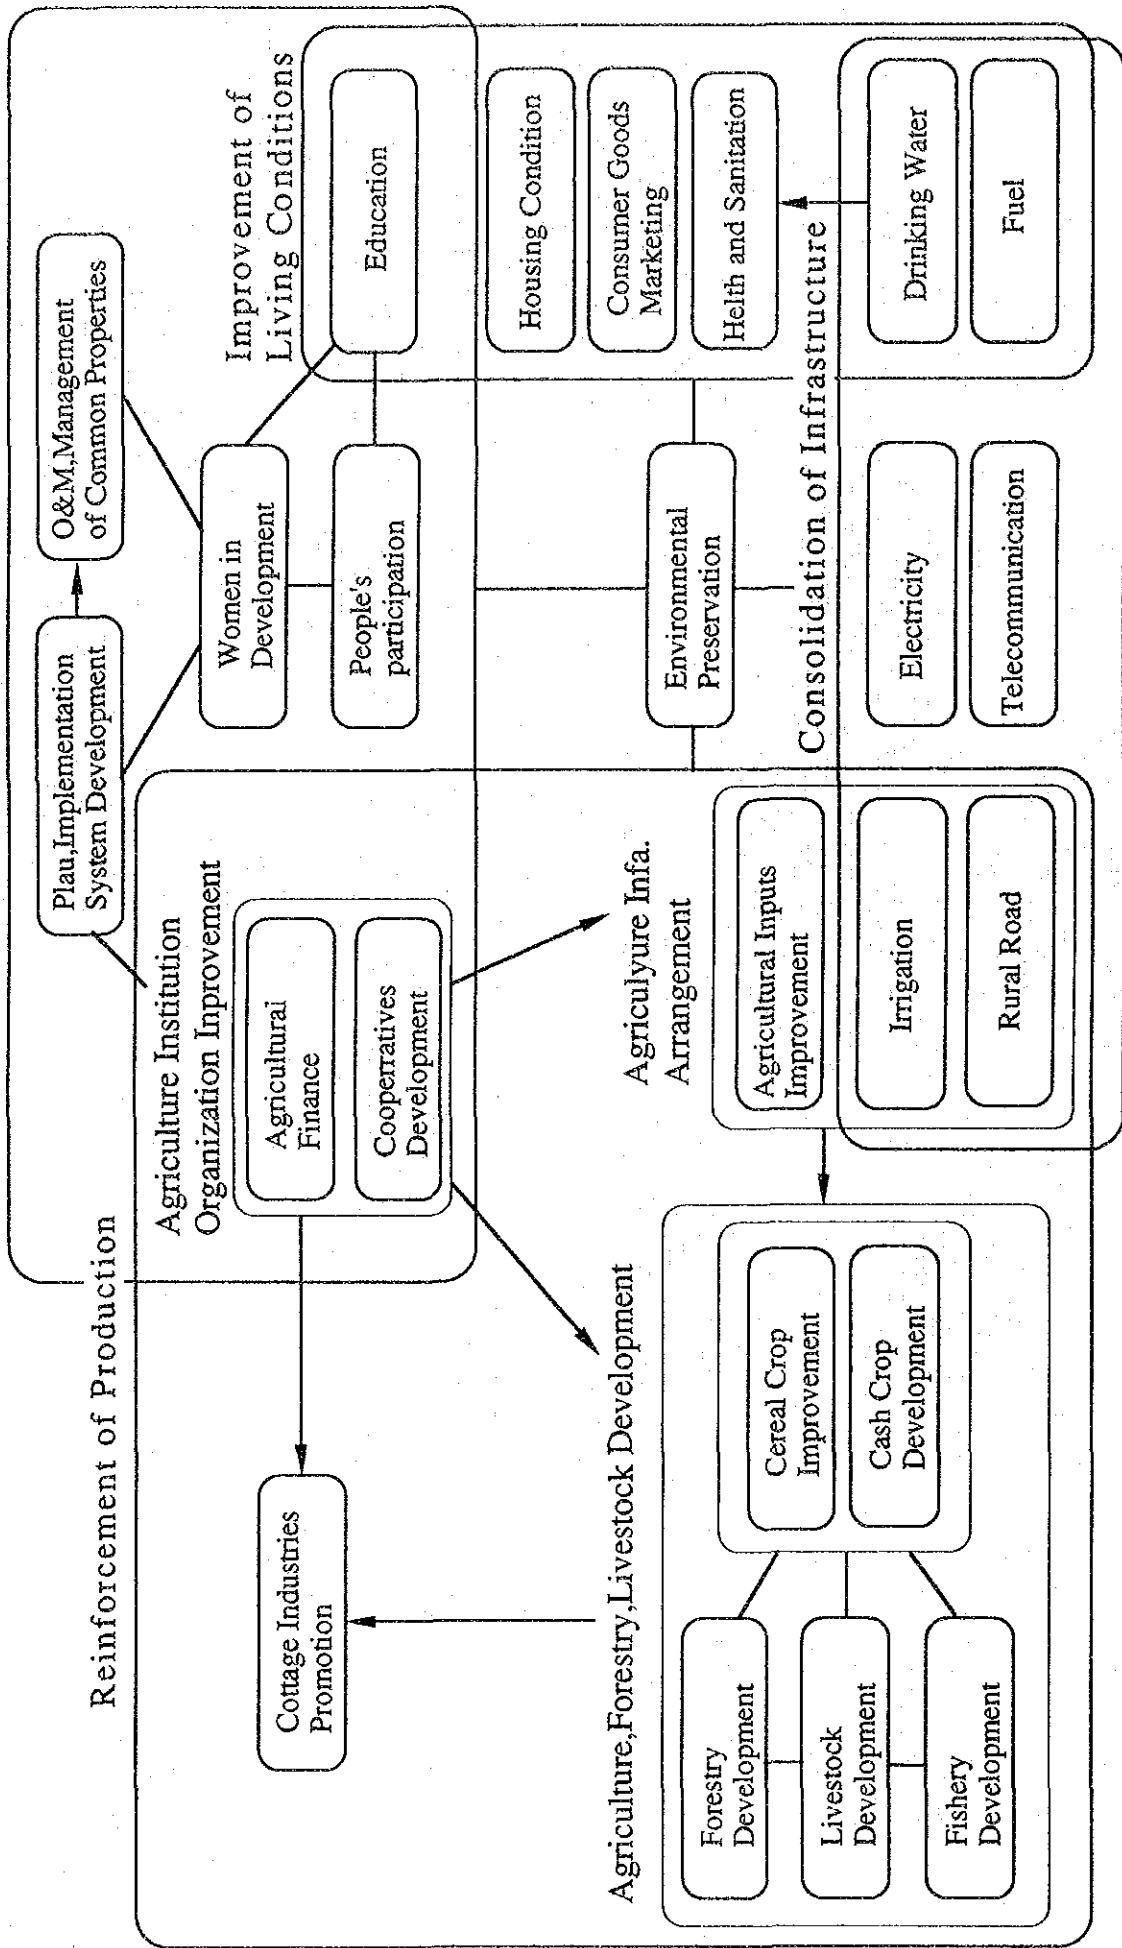 Reinforcement of Production
Plau,Implementation
System Development
O&M,Management
of Common Properties
Agriculture Institution
Organization Inprovement
Agricultural
Finance
Cooperratives
Development
Women in
Development
People's
participation
Improvement of
Living Conditions
Education
Cottage Industries
Promotion
Housing Condition
Consumer Goods
Marketing
Helth and Sanitation
Environmental
Preservation
Agriculyure Infa.
Arrangement
Agricultural Inputs
Improvement
Irrigation
Rural Road
Agriculture,Forestry,Livestock Development
Cereal Crop
Improvement
Cash Crop
Development
Forestry
Development
Livestock
Development
Fishery
Development
Consolidation of Infrastructure
Electricity
Telecommunication
Drinking Water
Fuel